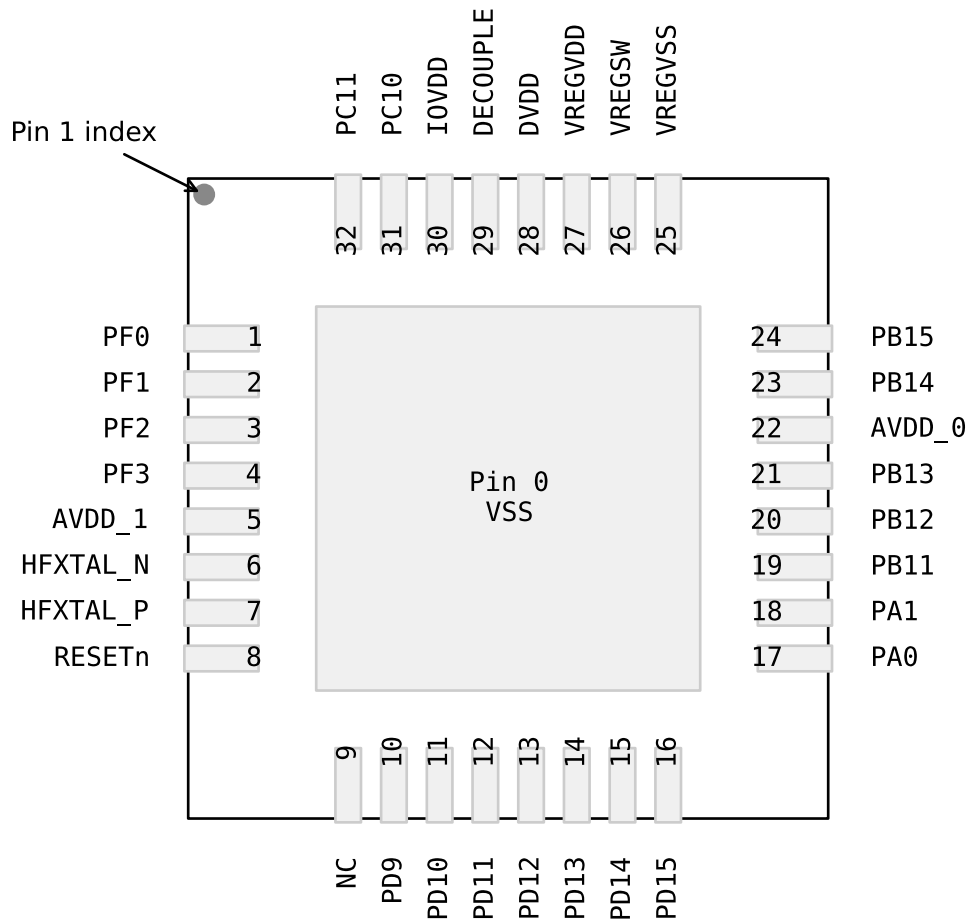 PC11
PC10
IOVDD
DECOUPLE
DVDD
VREGVDD
VREGSW
VREGVSS
Pin 1 index
32
31
30
29
28
27
26
25
PF0 1
24 PB15
PF1 2
23 PB14
PF2 3
22 AVDD_0
PF3 4
21 PB13
Pin 0
VSS
AVDD_1 5
20 PB12
HFXTAL_N 6
19 PB11
HFXTAL_P 7
18 PA1
RESETn 8
17 PA0
9
10
11
12
13
14
15
16
NC
PD9
PD10
PD11
PD12
PD13
PD14
PD15